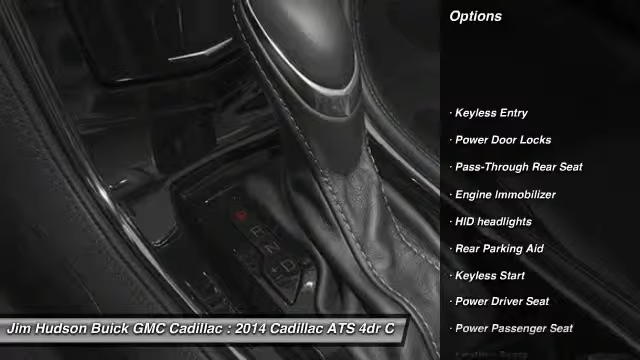 Options
· Keyless Entry
· Power Door Locks
· Pass-Through Rear Seat
· Engine Immobilizer
· HID headlights
· Rear Parking Aid
· Keyless Start
· Power Driver Seat
· Power Passenger Seat
R
N
D
Jim Hudson Buick GMC Cadillac : 2014 Cadillac ATS 4dr C